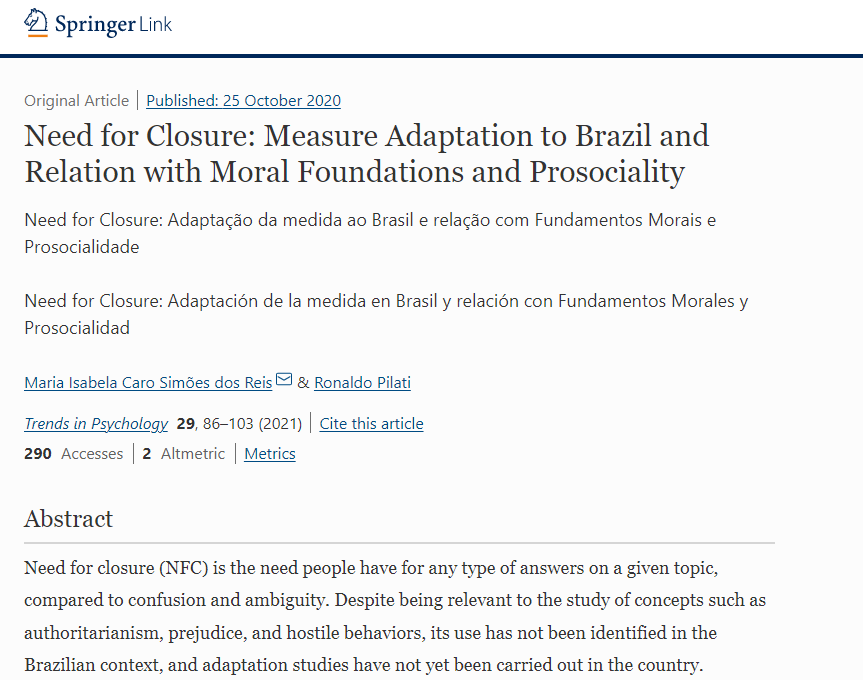 Springer Link
Original Article | Published: 25 October 2020
Need for Closure: Measure Adaptation to Brazil and
Relation with Moral Foundations and Prosociality
Need for Closure: Adaptação da medida ao Brasil e relação com Fundamentos Morais e
Prosocialidade
Need for Closure: Adaptación de la medida en Brasil y relación con Fundamentos Morales y
Prosocialidad
Maria Isabela Caro Simões dos Reis & Ronaldo Pilati
Trends in Psychology 29, 86–103 (2021) | Cite this article
290 Accesses | 2 Altmetric | Metrics
Abstract
Need for closure (NFC) is the need people have for any type of answers on a given topic,
compared to confusion and ambiguity. Despite being relevant to the study of concepts such as
authoritarianism, prejudice, and hostile behaviors, its use has not been identified in the
Brazilian context, and adaptation studies have not yet been carried out in the country.